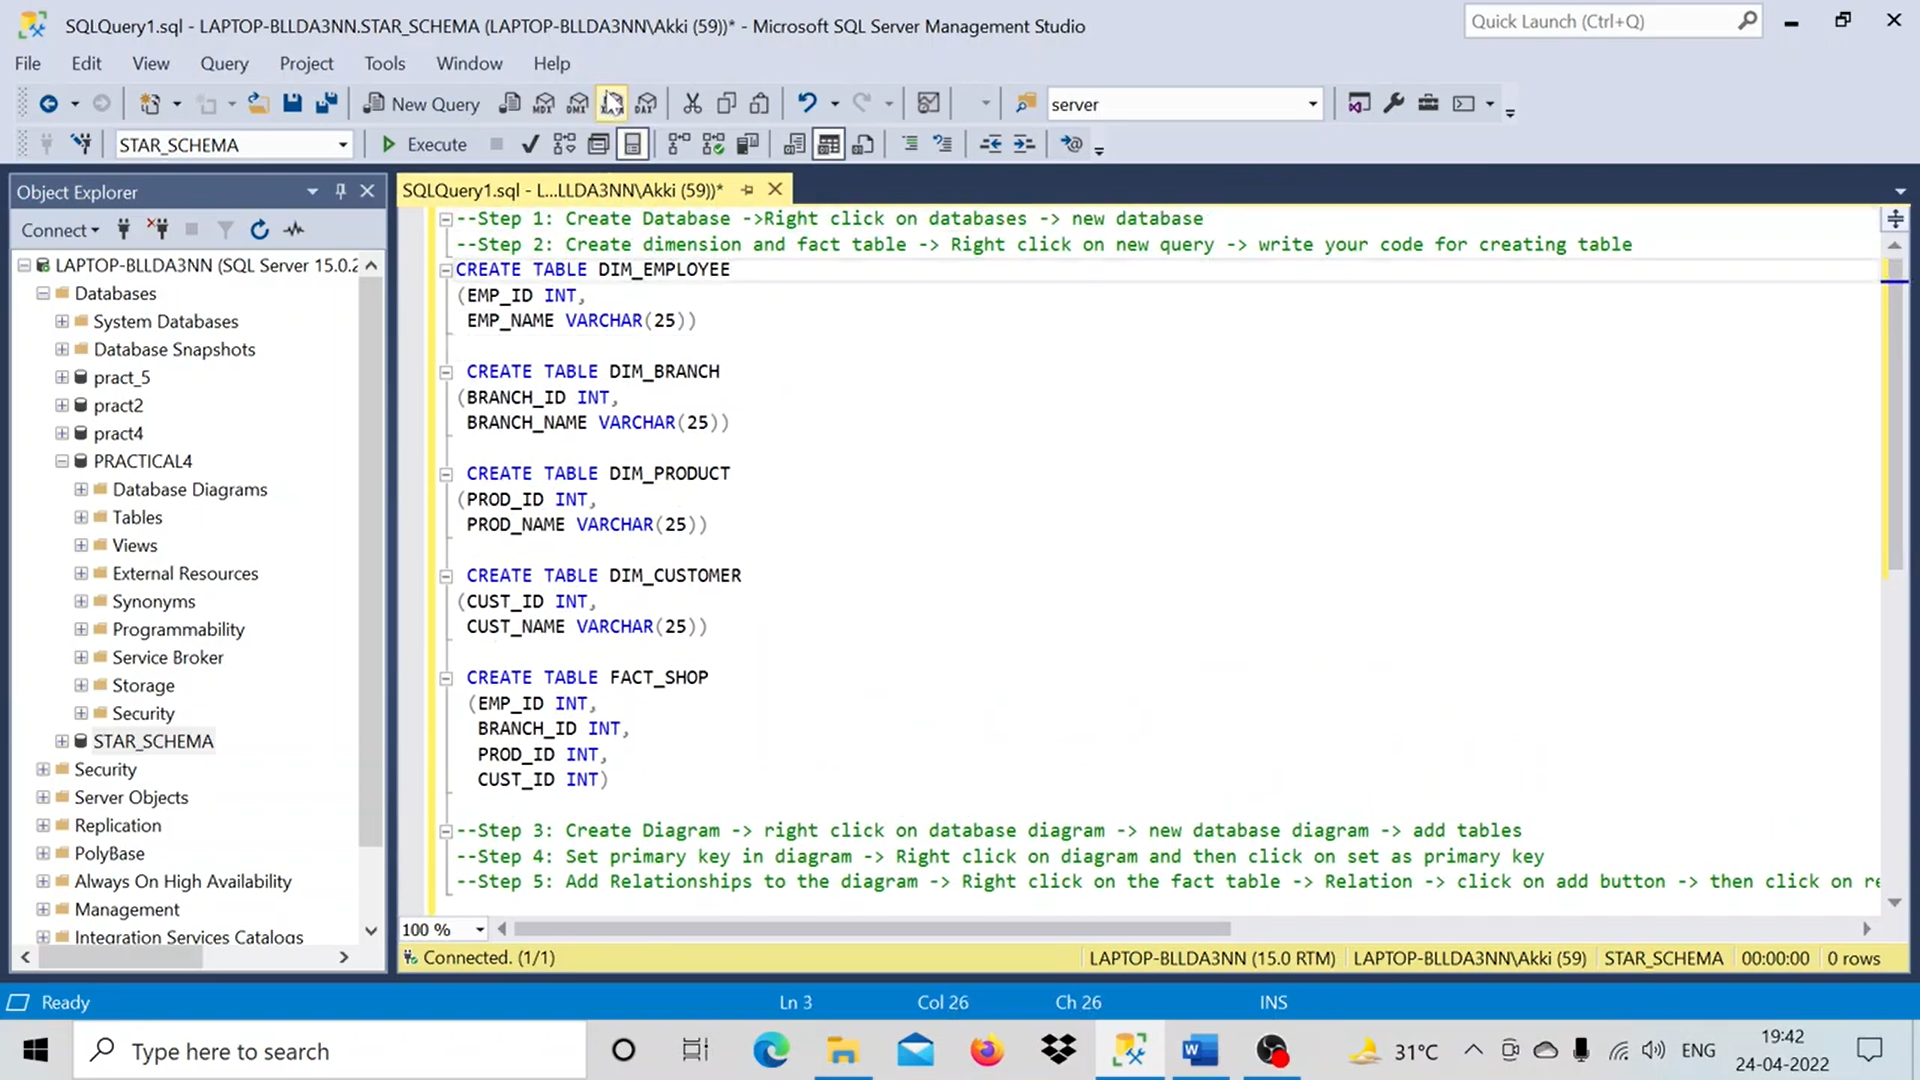 SQLQuery1.sql - LAPTOP-BLLDA3NN.STAR_SCHEMA (LAPTOP-BLLDA3NN\Akki (59))* - Microsoft SQL Server Management Studio
Quick Launch (Ctrl+Q)
File Edit View Query Project Tools Window Help
New Query
MDX DMX XMLA DAX
server
STAR_SCHEMA
Execute
Object Explorer
SQLQuery1.sql - L...LLDA3NN\Akki (59))*
Connect
LAPTOP-BLLDA3NN (SQL Server 15.0.2
Databases
System Databases
Database Snapshots
pract_5
pract2
pract4
PRACTICAL4
Database Diagrams
Tables
Views
External Resources
Synonyms
Programmability
Service Broker
Storage
Security
STAR_SCHEMA
Security
Server Objects
Replication
PolyBase
Always On High Availability
Management
Integration Services Catalogs
--Step 1: Create Database ->Right click on databases -> new database
--Step 2: Create dimension and fact table -> Right click on new query -> write your code for creating table
CREATE TABLE DIM_EMPLOYEE
(EMP_ID INT,
EMP_NAME VARCHAR(25))
CREATE TABLE DIM_BRANCH
(BRANCH_ID INT,
BRANCH_NAME VARCHAR(25))
CREATE TABLE DIM_PRODUCT
(PROD_ID INT,
PROD_NAME VARCHAR(25))
CREATE TABLE DIM_CUSTOMER
(CUST_ID INT,
CUST_NAME VARCHAR(25))
CREATE TABLE FACT_SHOP
(EMP_ID INT,
BRANCH_ID INT,
PROD_ID INT,
CUST_ID INT)
--Step 3: Create Diagram -> right click on database diagram -> new database diagram -> add tables
--Step 4: Set primary key in diagram -> Right click on diagram and then click on set as primary key
--Step 5: Add Relationships to the diagram -> Right click on the fact table -> Relation -> click on add button -> then click on re
100 %
Connected. (1/1)
LAPTOP-BLLDA3NN (15.0 RTM) LAPTOP-BLLDA3NN\Akki (59) STAR_SCHEMA 00:00:00 0 rows
Ready
Ln 3 Col 26 Ch 26 INS
Type here to search
31°C
ENG
19:42
24-04-2022